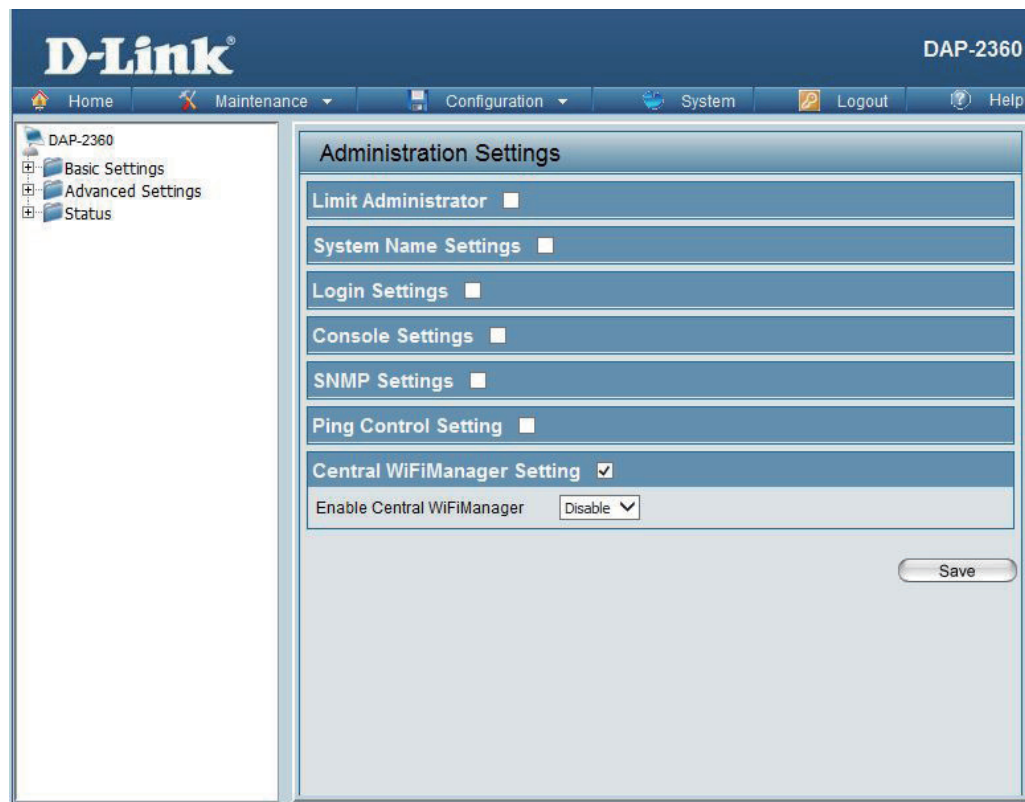 D-Link®
DAP-2360
Home Maintenance Configuration System Logout Help
DAP-2360
Basic Settings
Advanced Settings
Status
Administration Settings
Limit Administrator
System Name Settings
Login Settings
Console Settings
SNMP Settings
Ping Control Setting
Central WiFiManager Setting
Enable Central WiFiManager Disable
Save